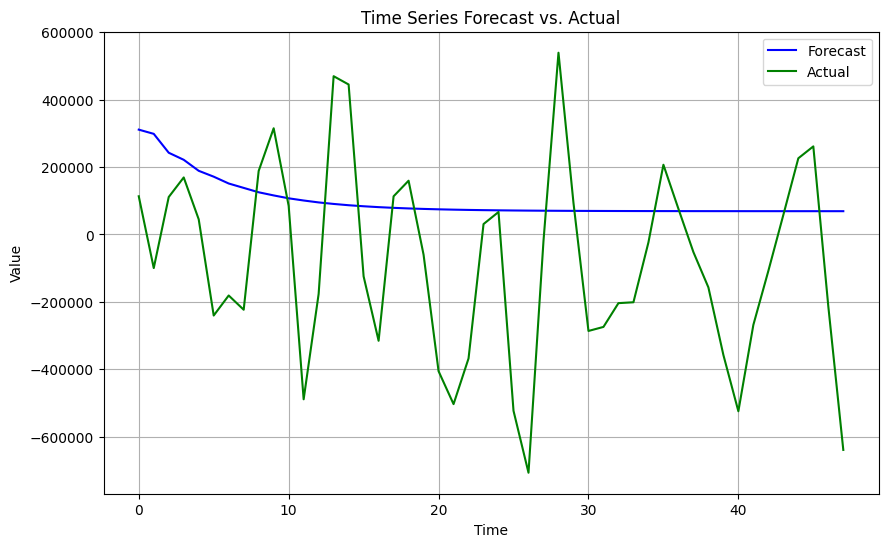 Time Series Forecast vs. Actual
Forecast
Actual
600000
400000
200000
0
−200000
−400000
−600000
Value
0 10 20 30 40
Time